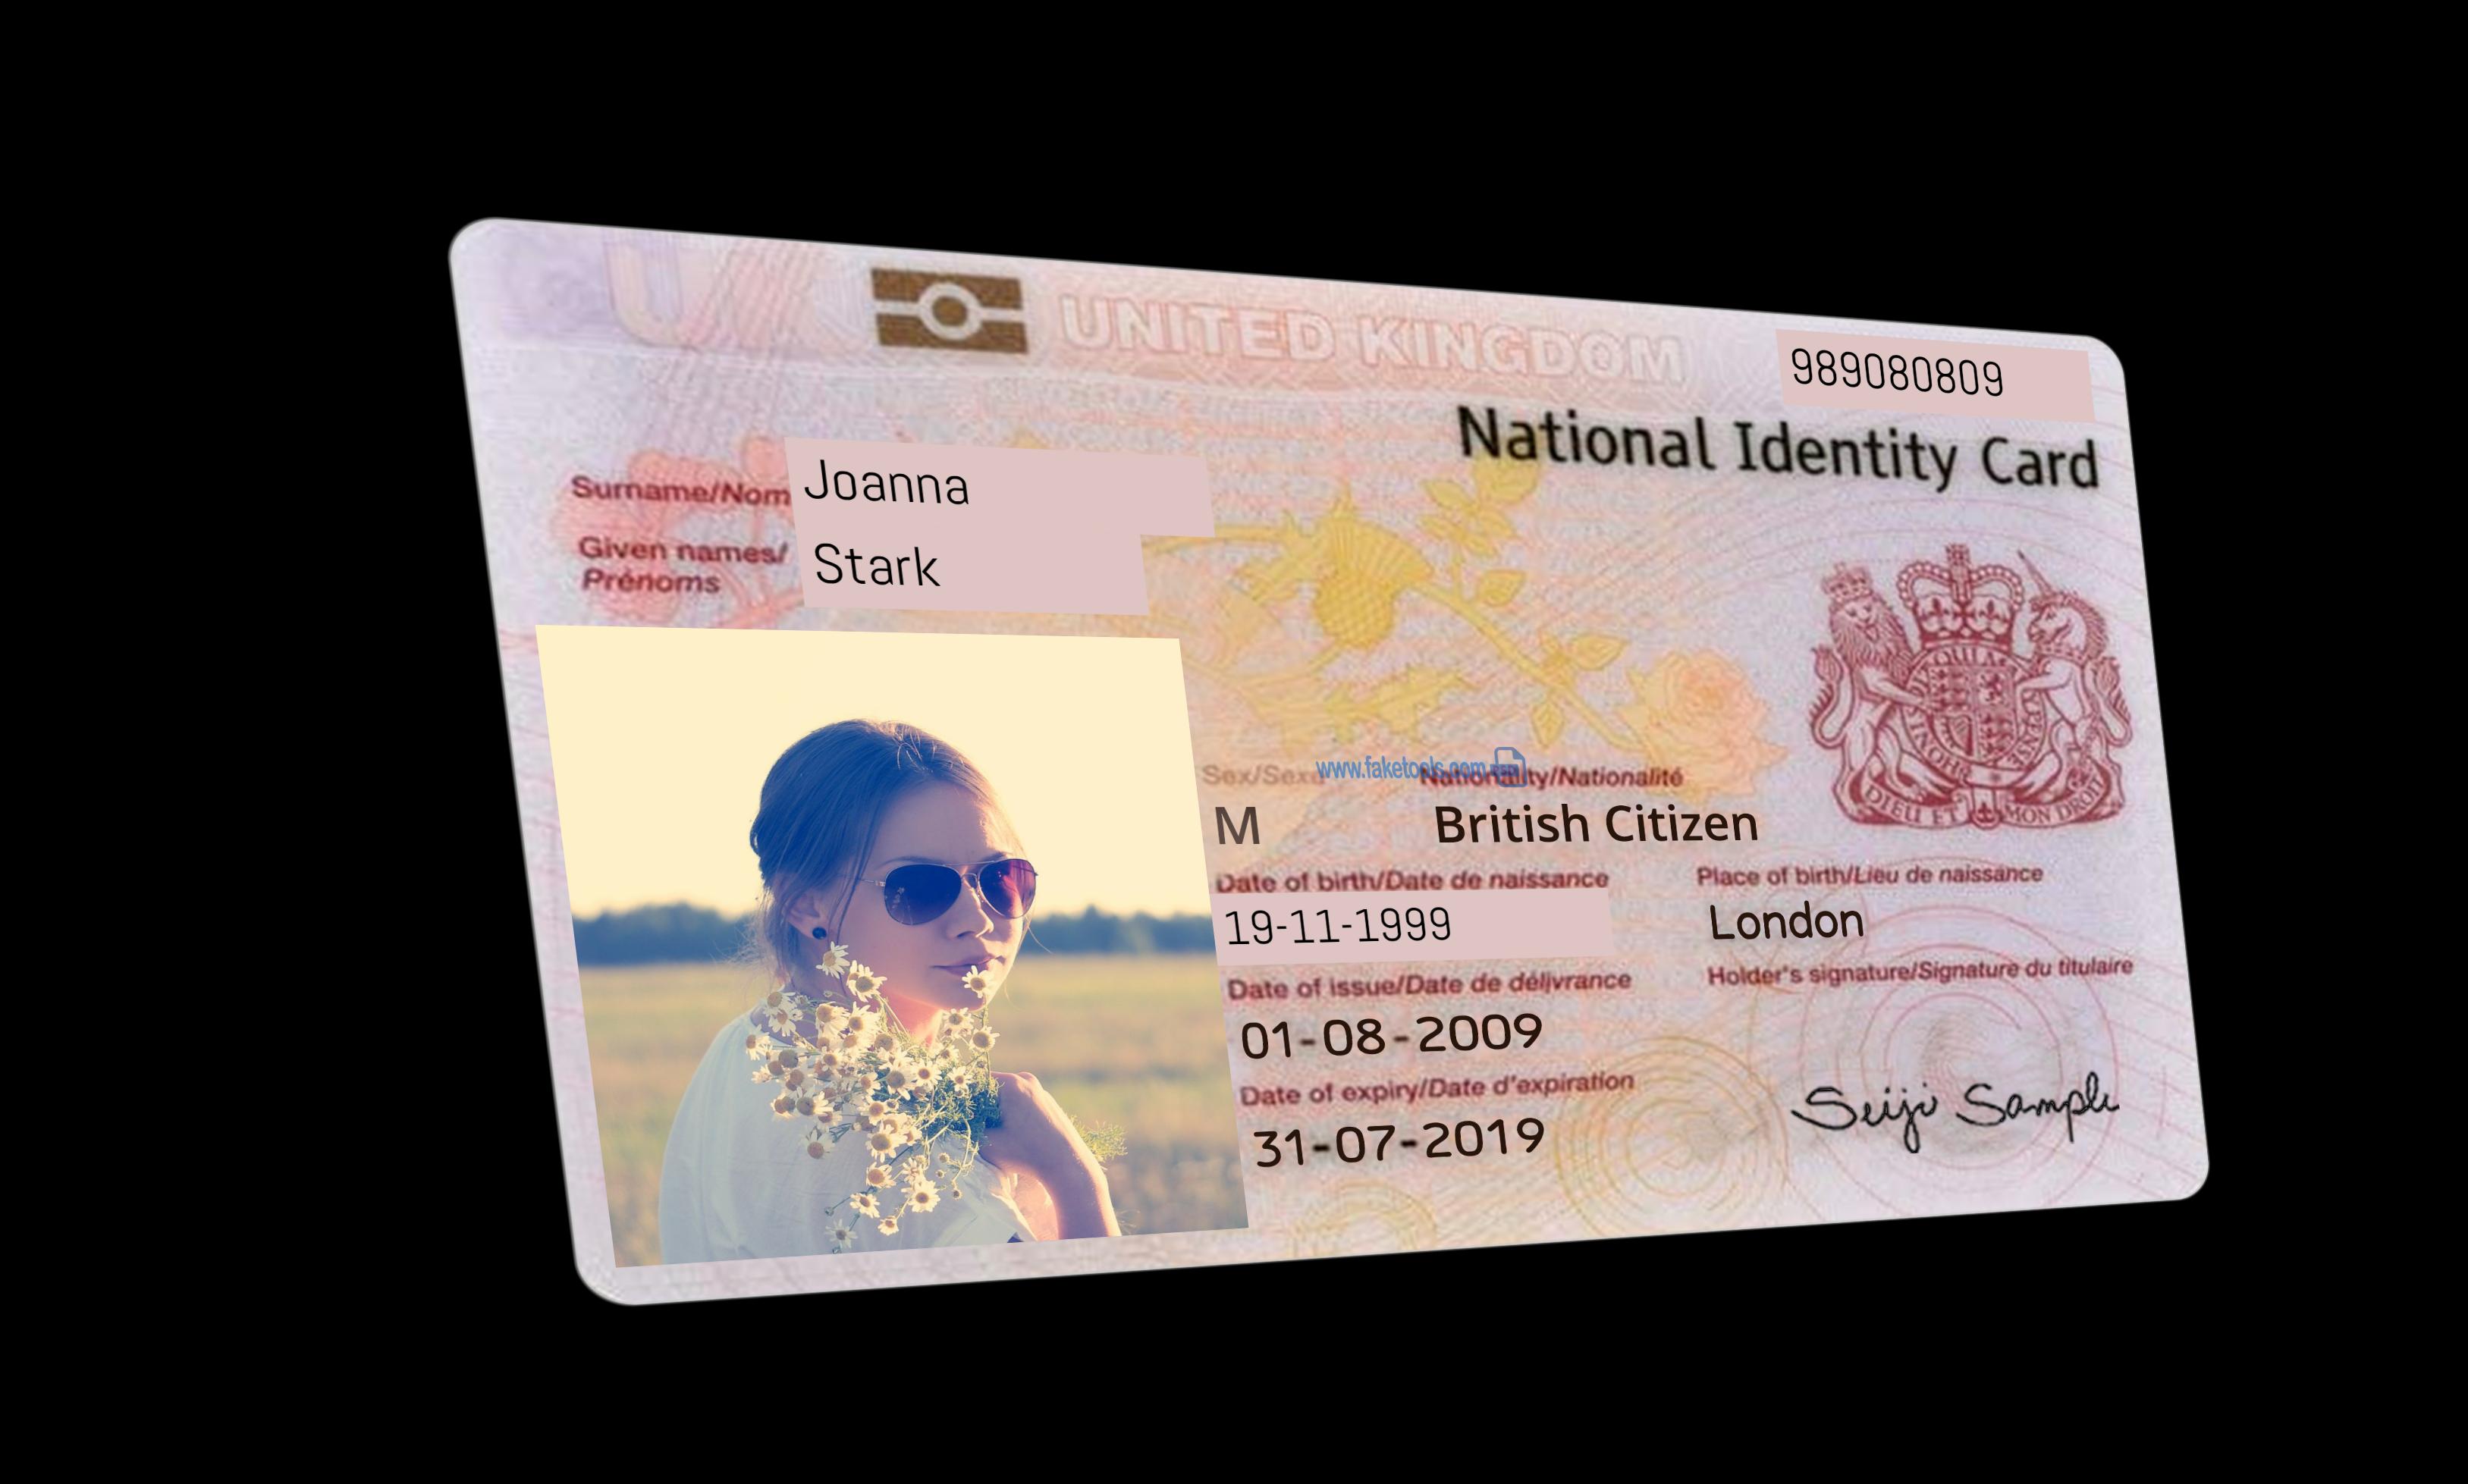 UK UNITED KINGDOM
989080809
National Identity Card
Surname/Nom Joanna
Given names/ Stark
Prénoms
www.faketools.com
Sex/Sexe Nationality/Nationalité
M British Citizen
Date of birth/Date de naissance Place of birth/Lieu de naissance
19-11-1999 London
Date of issue/Date de délivrance Holder's signature/Signature du titulaire
01-08-2009
Date of expiry/Date d'expiration
31-07-2019
Seiji Sample
DIEU ET MON DROIT